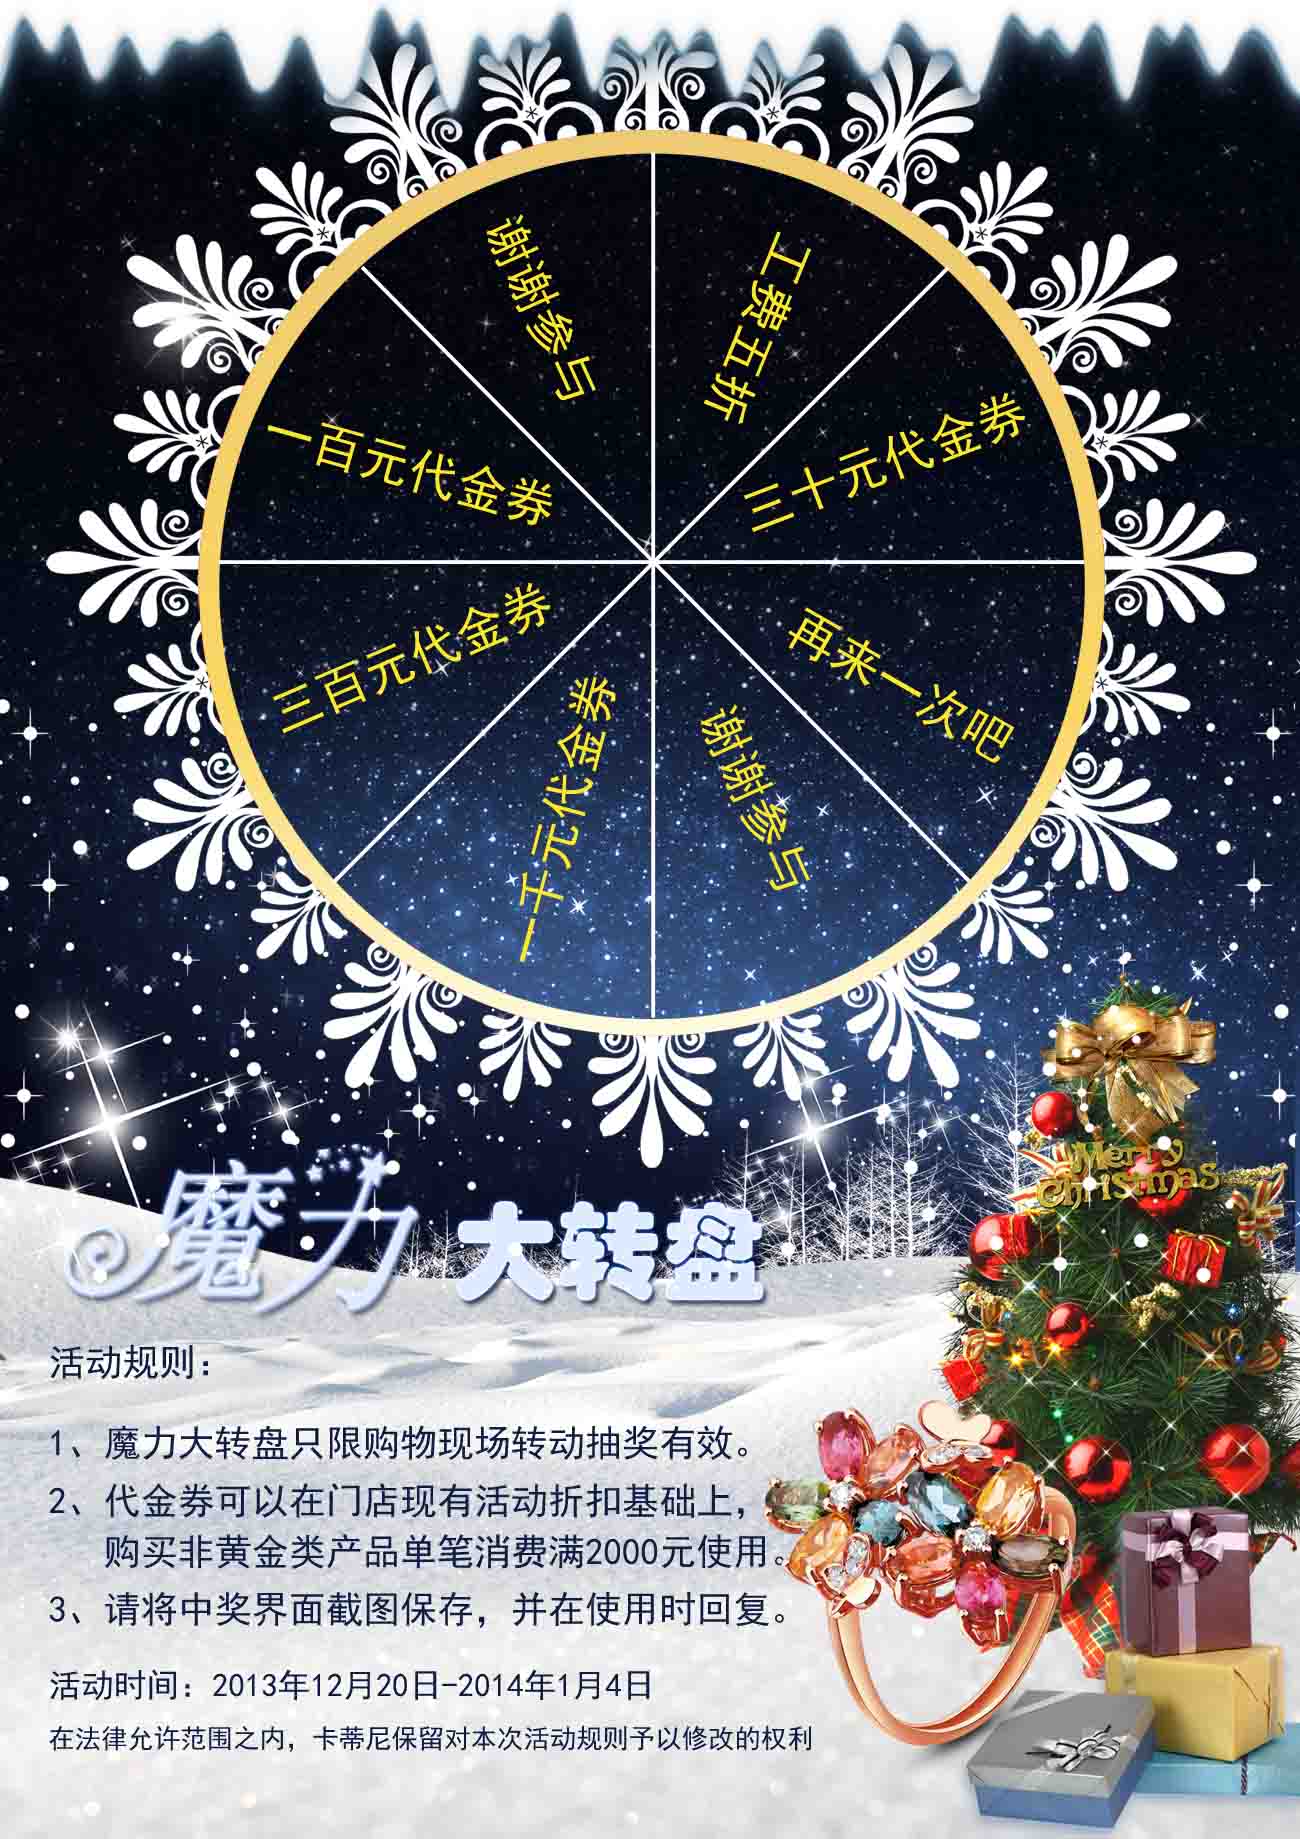 谢谢参与
工费五折
一百元代金券
三十元代金券
三百元代金券
再来一次吧
一千元代金券
谢谢参与
Merry
Christmas
魔力 大转盘
活动规则：
1、魔力大转盘只限购物现场转动抽奖有效。
2、代金券可以在门店现有活动折扣基础上，
购买非黄金类产品单笔消费满2000元使用。
3、请将中奖界面截图保存，并在使用时回复。
活动时间：2013年12月20日-2014年1月4日
在法律允许范围之内，卡蒂尼保留对本次活动规则予以修改的权利